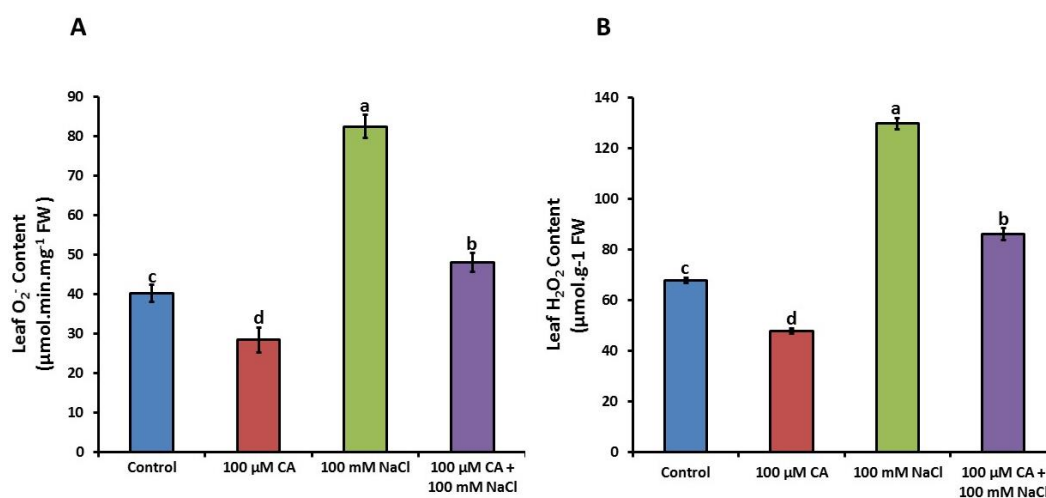 A
Leaf O₂⁻ Content
(µmol.min.mg⁻¹ FW)
90
80
70
60
50
40
30
20
10
0
c
d
a
b
Control
100 µM CA
100 mM NaCl
100 µM CA +
100 mM NaCl
B
Leaf H₂O₂ Content
(µmol.g-1 FW
140
120
100
80
60
40
20
0
c
d
a
b
Control
100 µM CA
100 mM NaCl
100 µM CA +
100 mM NaCl